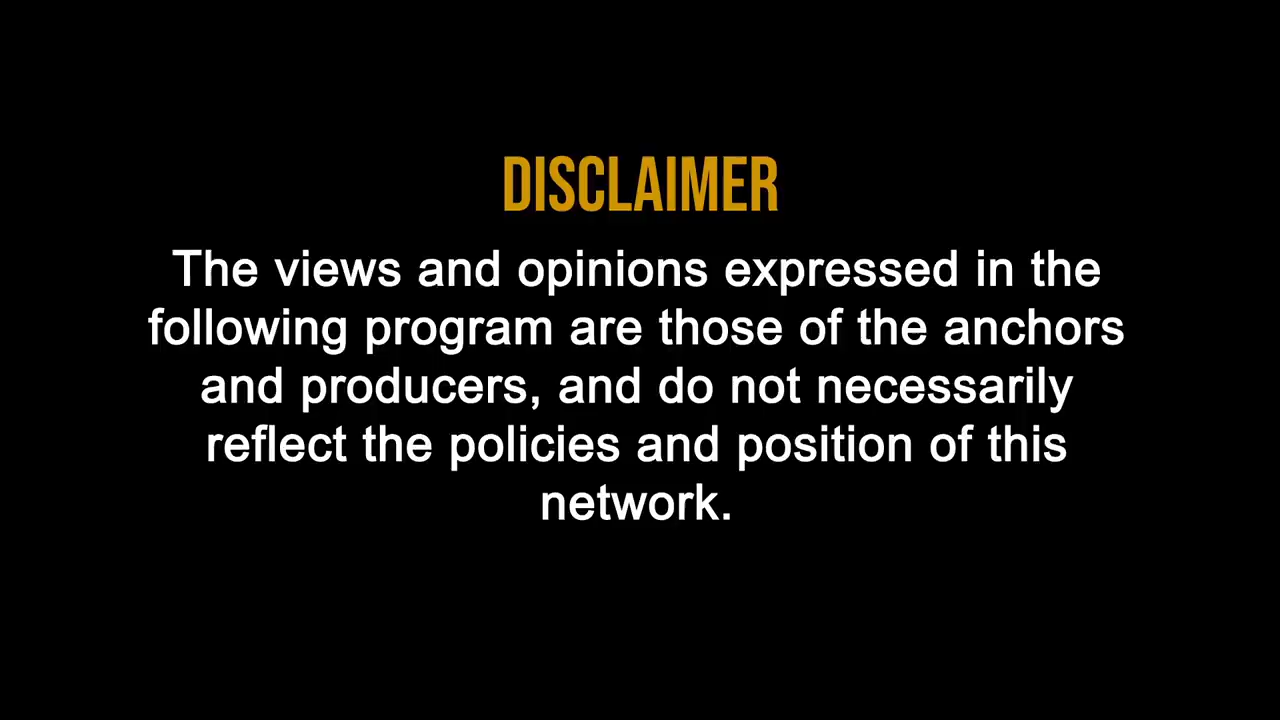 DISCLAIMER
The views and opinions expressed in the
following program are those of the anchors
and producers, and do not necessarily
reflect the policies and position of this
network.